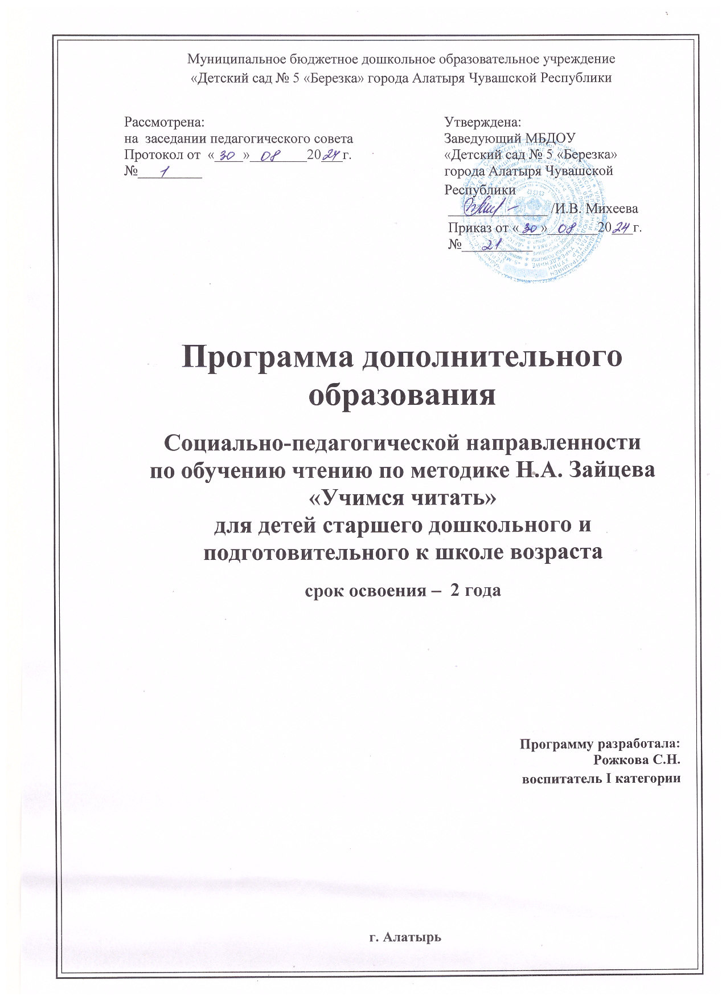 Муниципальное бюджетное дошкольное образовательное учреждение
«Детский сад № 5 «Березка» города Алатыря Чувашской Республики
Рассмотрена:
на заседании педагогического совета
Протокол от «30» 08 2024 г.
№ 1
Утверждена:
Заведующий МБДОУ
«Детский сад № 5 «Березка»
города Алатыря Чувашской
Республики
/И.В. Михеева
Приказ от «30» 08 2024 г.
№ 21
Программа дополнительного
образования
Социально-педагогической направленности
по обучению чтению по методике Н.А. Зайцева
«Учимся читать»
для детей старшего дошкольного и
подготовительного к школе возраста
срок освоения – 2 года
Программу разработала:
Рожкова С.Н.
воспитатель I категории
г. Алатырь